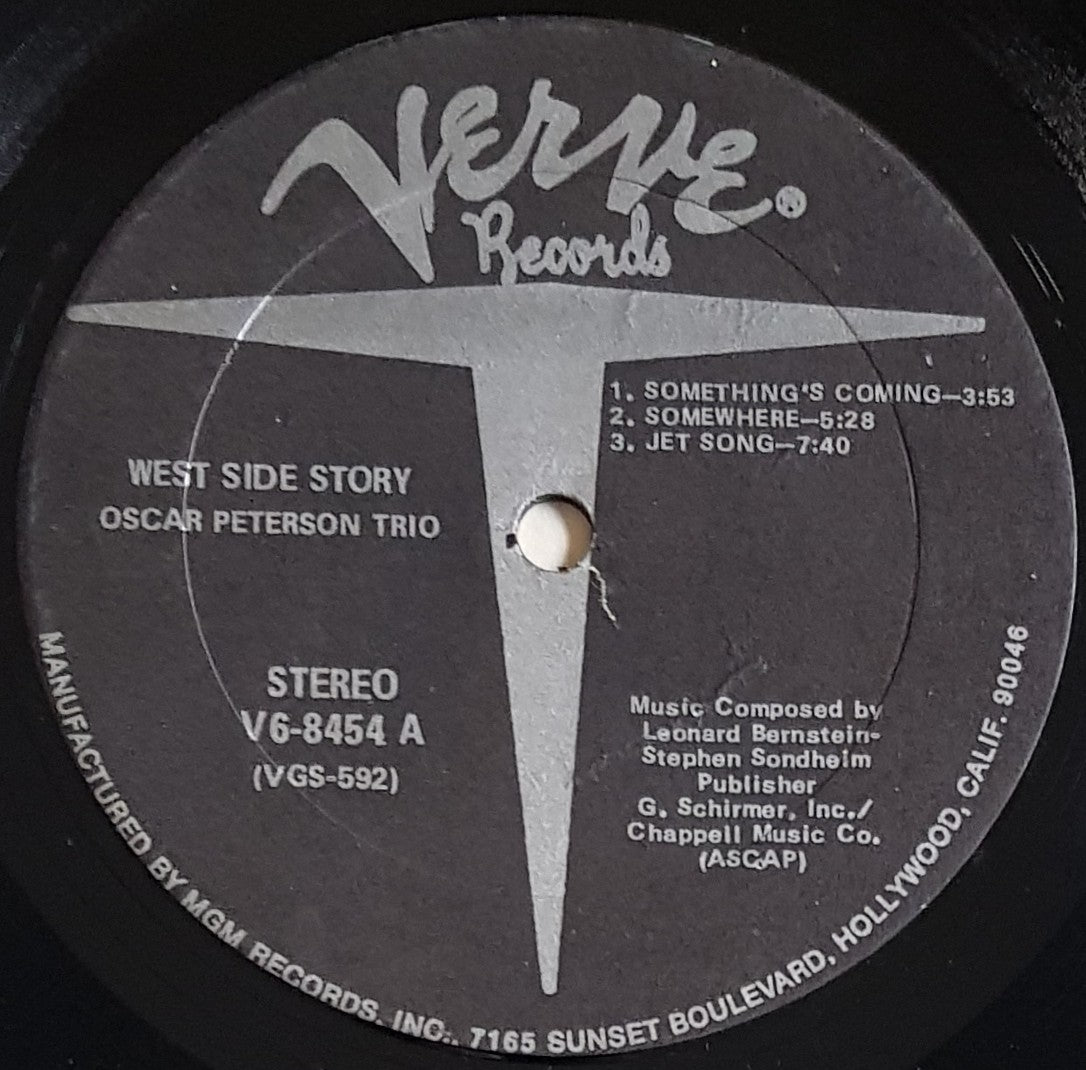 Verve®
Records
1. SOMETHING'S COMING—3:53
2. SOMEWHERE—5:28
3. JET SONG—7:40
WEST SIDE STORY
OSCAR PETERSON TRIO
STEREO
V6-8454 A
(VGS-592)
Music Composed by
Leonard Bernstein-
Stephen Sondheim
Publisher
G. Schirmer, Inc./
Chappell Music Co.
(ASCAP)
MANUFACTURED BY MGM RECORDS, INC., 7165 SUNSET BOULEVARD, HOLLYWOOD, CALIF. 90046